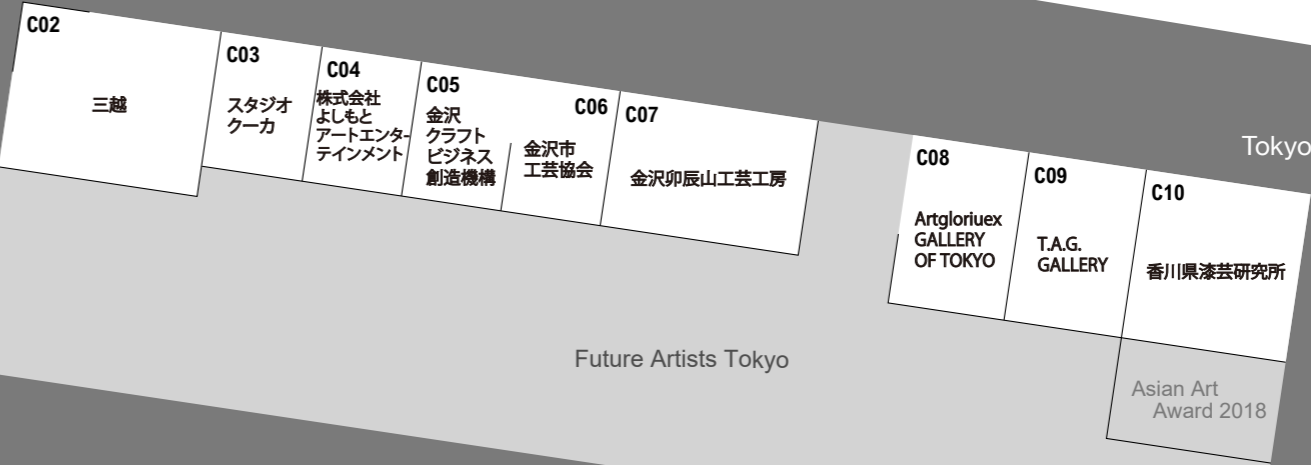 C02
三越
C03
スタジオ
クーカ
C04
株式会社
よしもと
アートエンタ-
テインメント
C05
金沢
クラフト
ビジネス
創造機構
C06
金沢市
工芸協会
C07
金沢卯辰山工芸工房
C08
Artgloriuex
GALLERY
OF TOKYO
C09
T.A.G.
GALLERY
C10
香川県漆芸研究所
Tokyo
Future Artists Tokyo
Asian Art
Award 2018